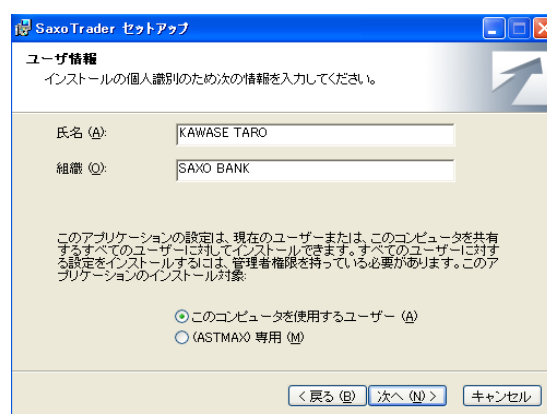 SaxoTrader セットアップ
ユーザ情報
インストールの個人識別のため次の情報を入力してください。
氏名 (A):
KAWASE TARO
組織 (O):
SAXO BANK
このアプリケーションの設定は、現在のユーザーまたは、このコンピュータを共有
するすべてのユーザーに対してインストールできます。すべてのユーザーに対す
る設定をインストールするには、管理者権限を持っている必要があります。このア
プリケーションのインストール対象:
このコンピュータを使用するユーザー (A)
(ASTMAX) 専用 (M)
< 戻る (B)
次へ (N) >
キャンセル